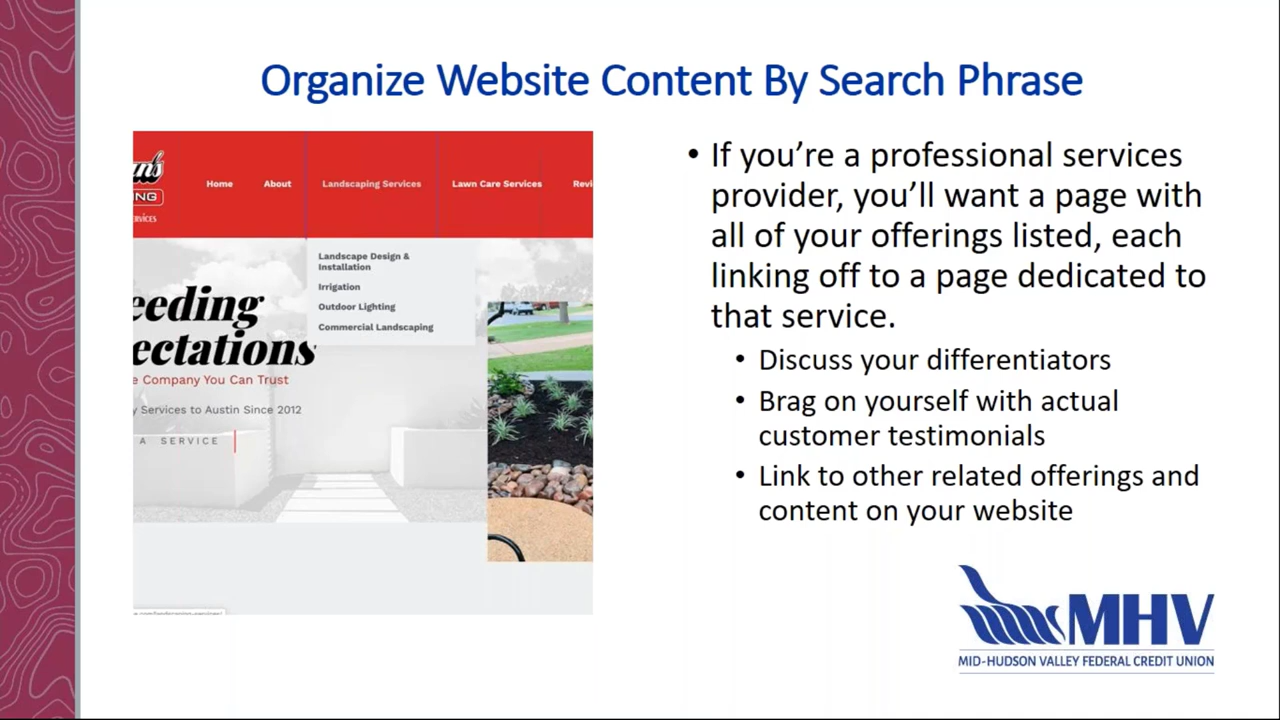 Organize Website Content By Search Phrase
Home About Landscaping Services Lawn Care Services
Landscape Design &
Installation
Irrigation
Outdoor Lighting
Commercial Landscaping
Company You Can Trust
Services to Austin Since 2012
A SERVICE
• If you’re a professional services
provider, you’ll want a page with
all of your offerings listed, each
linking off to a page dedicated to
that service.
• Discuss your differentiators
• Brag on yourself with actual
customer testimonials
• Link to other related offerings and
content on your website
MHV
MID-HUDSON VALLEY FEDERAL CREDIT UNION